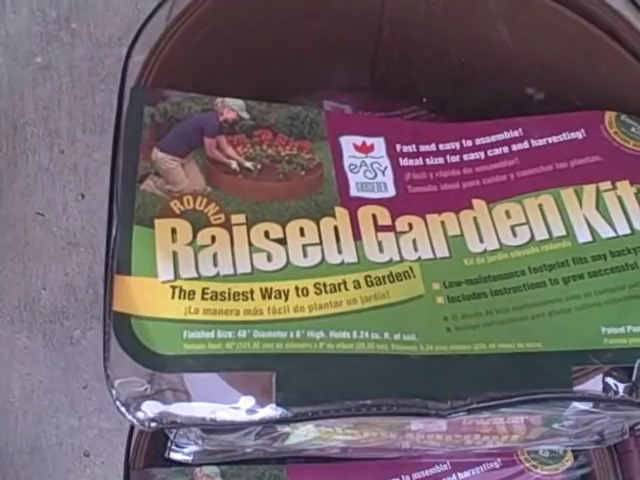 Fast and easy to assemble!
Ideal size for easy care and harvesting!
¡Fácil y rápido de ensamblar!
Tamaño ideal para cuidar y cosechar las plantas.
easy
GARDENER
ROUND
Raised Garden Kit
Kit de jardín elevado redondo
The Easiest Way to Start a Garden!
¡La manera más fácil de plantar un jardín!
Low-maintenance footprint fits any backy
Includes instructions to grow successful
Finished Size: 48" Diameter x 8" High. Holds 8.24 cu. ft. of soil.
Patent
to assemble!
harvesting!